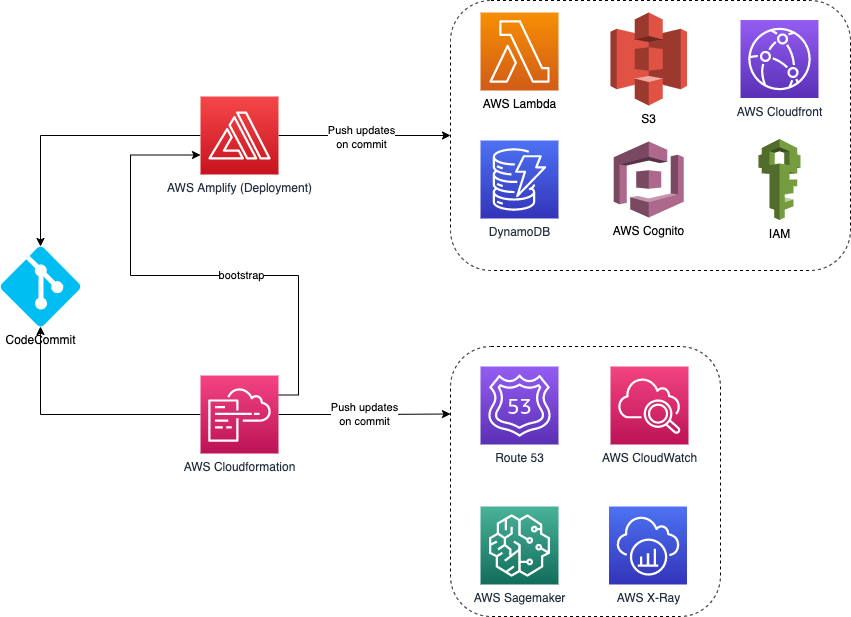 AWS Lambda
S3
AWS Cloudfront
Push updates
on commit
AWS Amplify (Deployment)
DynamoDB
AWS Cognito
IAM
bootstrap
CodeCommit
53
Push updates
on commit
AWS Cloudformation
Route 53
AWS CloudWatch
AWS Sagemaker
AWS X-Ray